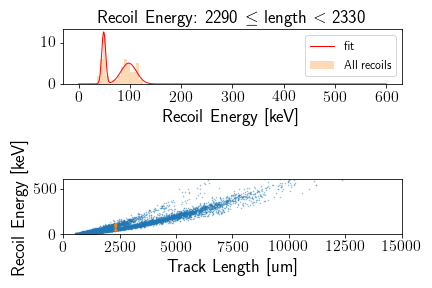 Recoil Energy: 2290 ≤ length < 2330
10
0
fit
All recoils
0 100 200 300 400 500 600
Recoil Energy [keV]
Recoil Energy [keV]
500
0
0 2500 5000 7500 10000 12500 15000
Track Length [um]